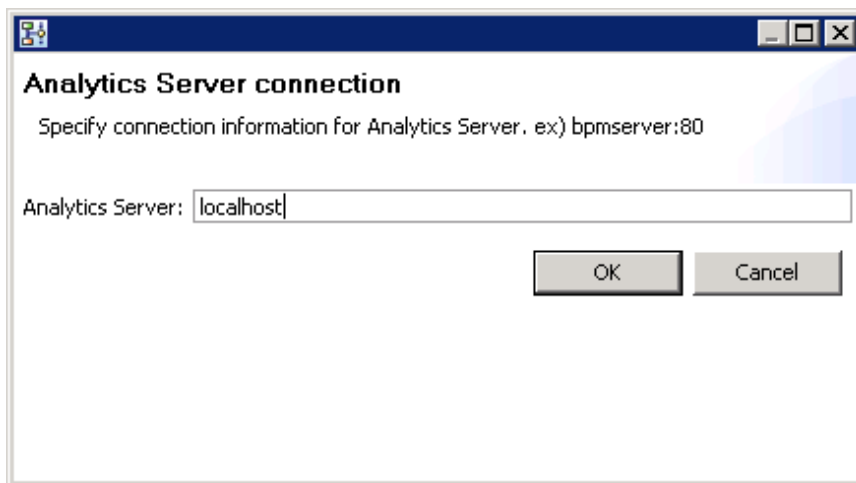 Analytics Server connection
Specify connection information for Analytics Server. ex) bpmserver:80
Analytics Server: localhost
OK Cancel